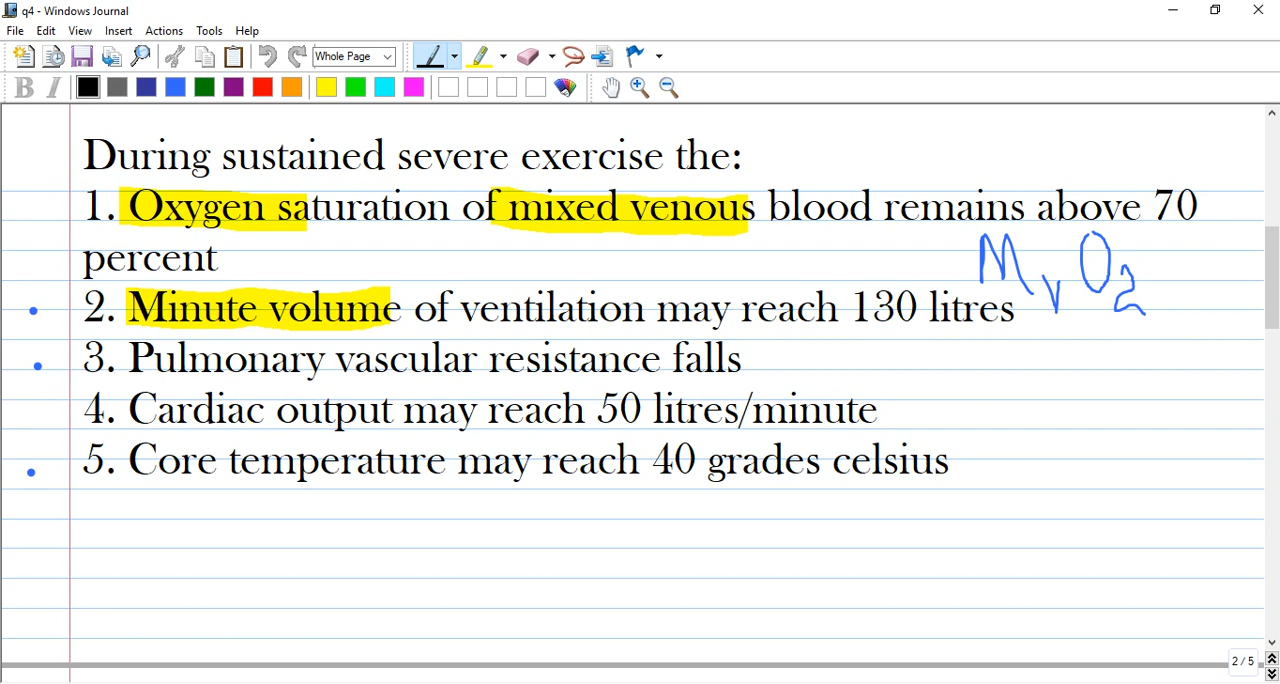 q4 - Windows Journal
File Edit View Insert Actions Tools Help
Whole Page
B I
During sustained severe exercise the:
1. Oxygen saturation of mixed venous blood remains above 70
percent
MvO2
2. Minute volume of ventilation may reach 130 litres
3. Pulmonary vascular resistance falls
4. Cardiac output may reach 50 litres/minute
5. Core temperature may reach 40 grades celsius
2 / 5